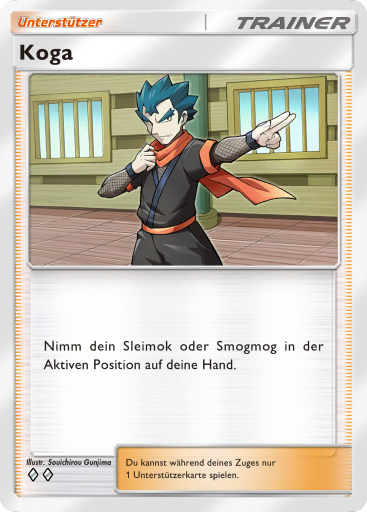 Unterstützer
TRAINER
Koga
Nimm dein Sleimok oder Smogmog in der
Aktiven Position auf deine Hand.
Illustr. Souichirou Gunjima
Du kannst während deines Zuges nur
1 Unterstützerkarte spielen.